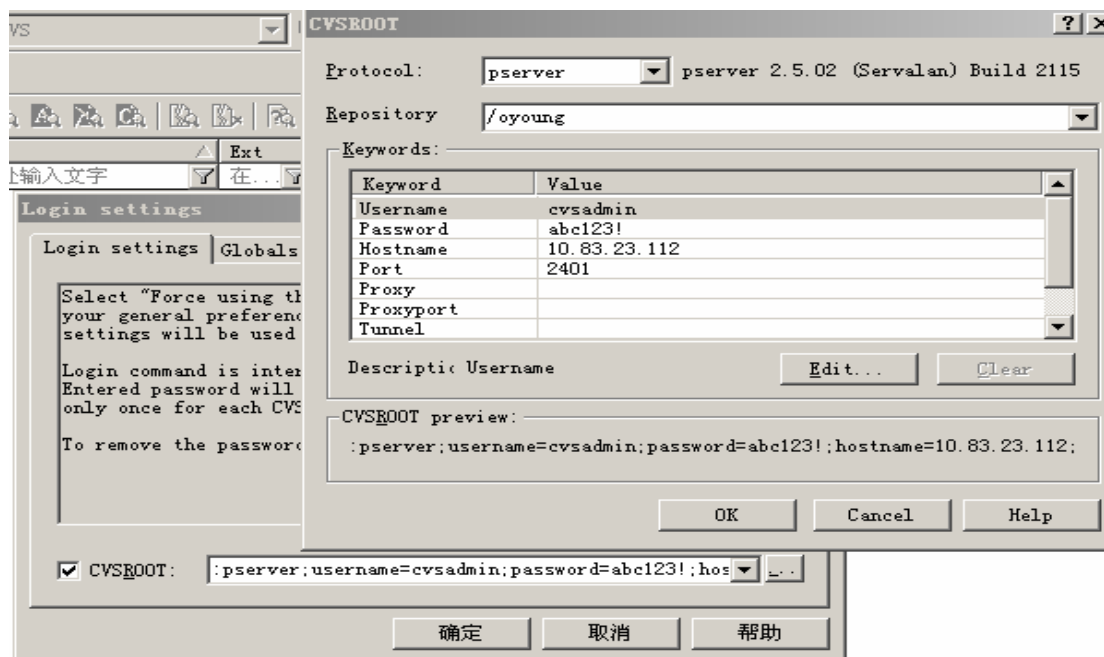 VS
CVSROOT
Protocol: pserver pserver 2.5.02 (Servalan) Build 2115
Repository /oyoung
Keywords:
Keyword Value
Username cvsadmin
Password abc123!
Hostname 10.83.23.112
Port 2401
Proxy
Proxyport
Tunnel
Descriptic Username Edit... Clear
CVSROOT preview:
:pserver;username=cvsadmin;password=abc123!;hostname=10.83.23.112;
OK Cancel Help
Ext
输入文字 在...
Login settings
Login settings Globals
Select "Force using th
your general preferenc
settings will be used
Login command is inter
Entered password will
only once for each CVS
To remove the password
CVSROOT: :pserver;username=cvsadmin;password=abc123!;hos ...
确定 取消 帮助